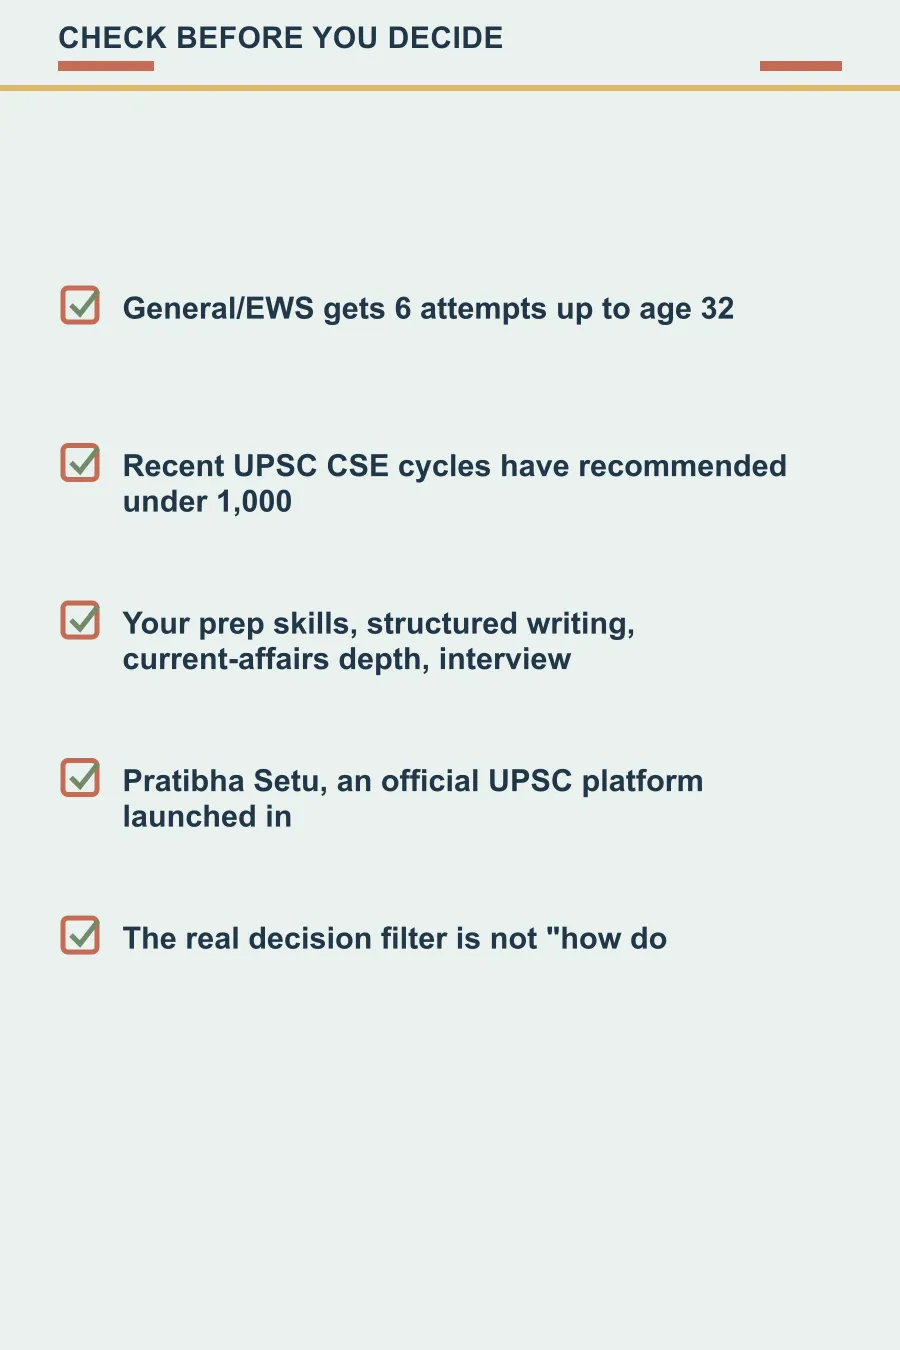 CHECK BEFORE YOU DECIDE
General/EWS gets 6 attempts up to age 32
Recent UPSC CSE cycles have recommended
under 1,000
Your prep skills, structured writing,
current-affairs depth, interview
Pratibha Setu, an official UPSC platform
launched in
The real decision filter is not "how do